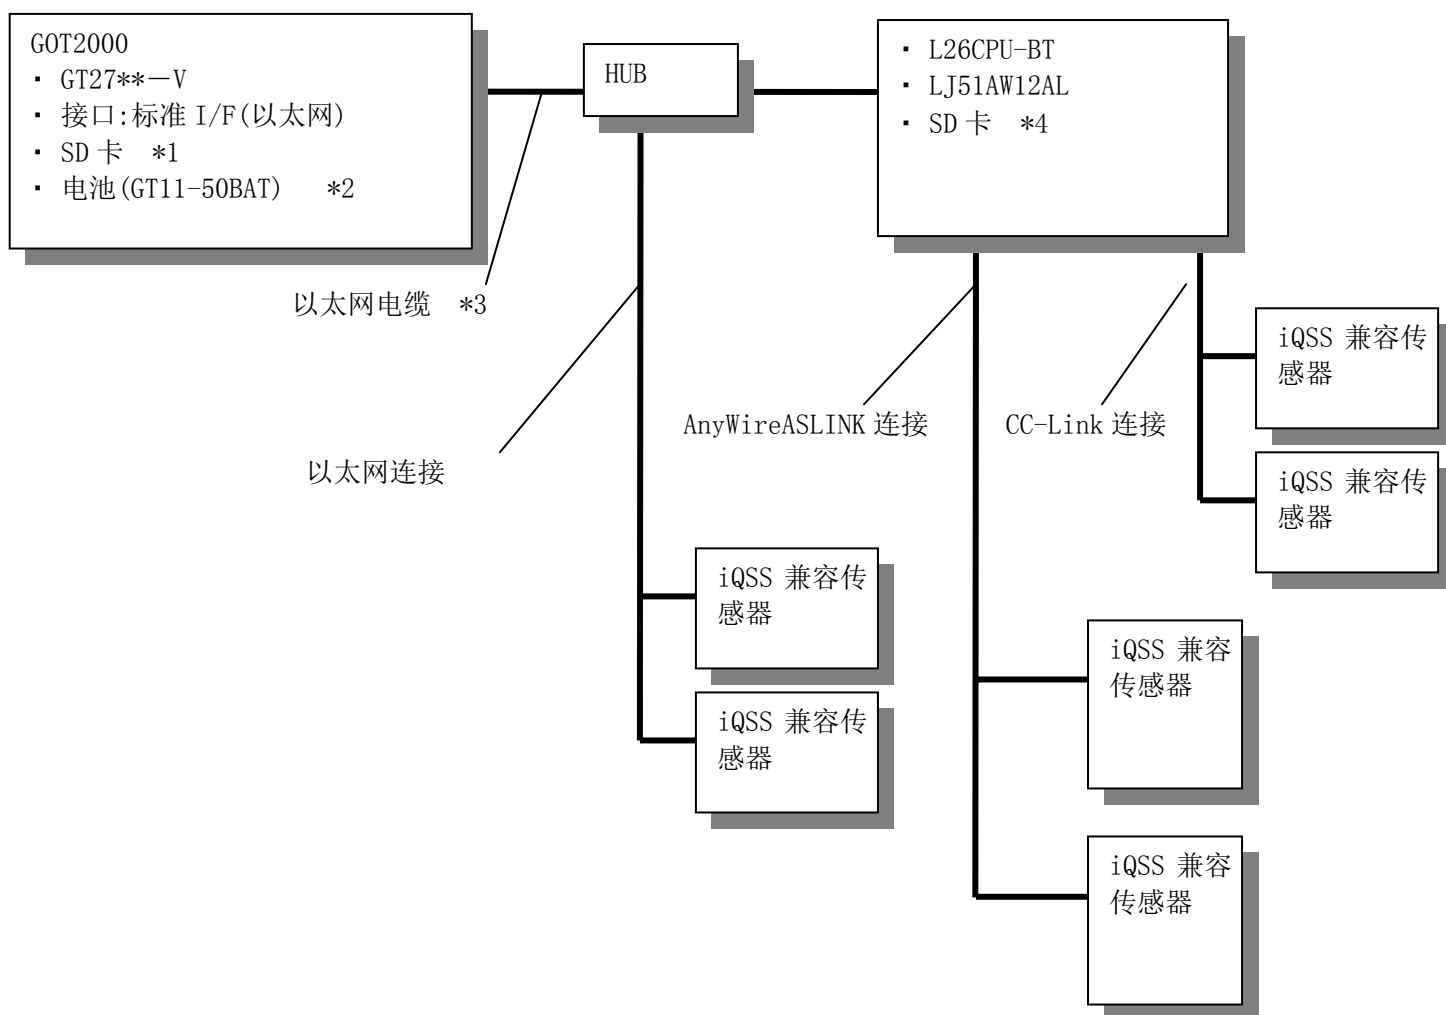 GOT2000
・ GT27**－V
・ 接口:标准 I/F(以太网)
・ SD 卡 *1
・ 电池(GT11-50BAT) *2
HUB
・ L26CPU-BT
・ LJ51AW12AL
・ SD 卡 *4
以太网电缆 *3
以太网连接
AnyWireASLINK 连接
CC-Link 连接
iQSS 兼容传
感器
iQSS 兼容传
感器
iQSS 兼容传
感器
iQSS 兼容传
感器
iQSS 兼容
传感器
iQSS 兼容
传感器